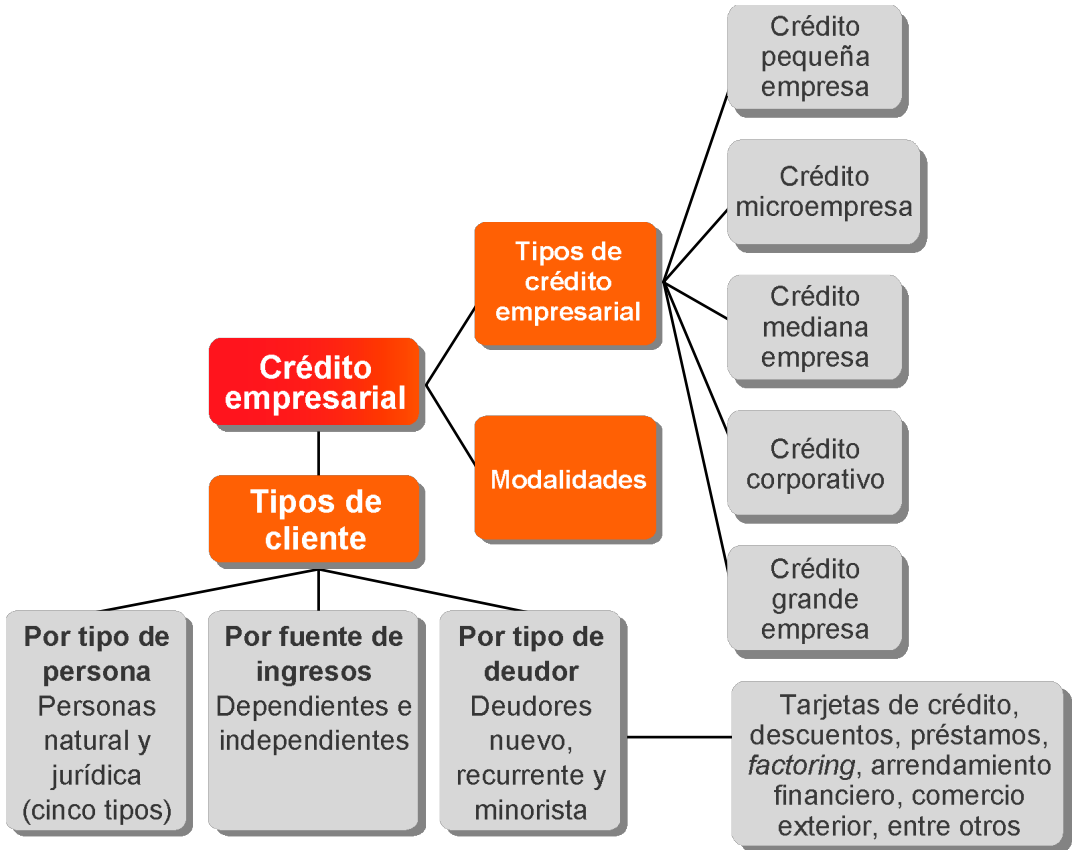 Crédito
empresarial
Tipos de
crédito
empresarial
Crédito
pequeña
empresa
Crédito
microempresa
Crédito
mediana
empresa
Crédito
corporativo
Crédito
grande
empresa
Modalidades
Tipos de
cliente
Por tipo de
persona
Personas
natural y
jurídica
(cinco tipos)
Por fuente de
ingresos
Dependientes e
independientes
Por tipo de
deudor
Deudores
nuevo,
recurrente y
minorista
Tarjetas de crédito,
descuentos, préstamos,
factoring, arrendamiento
financiero, comercio
exterior, entre otros